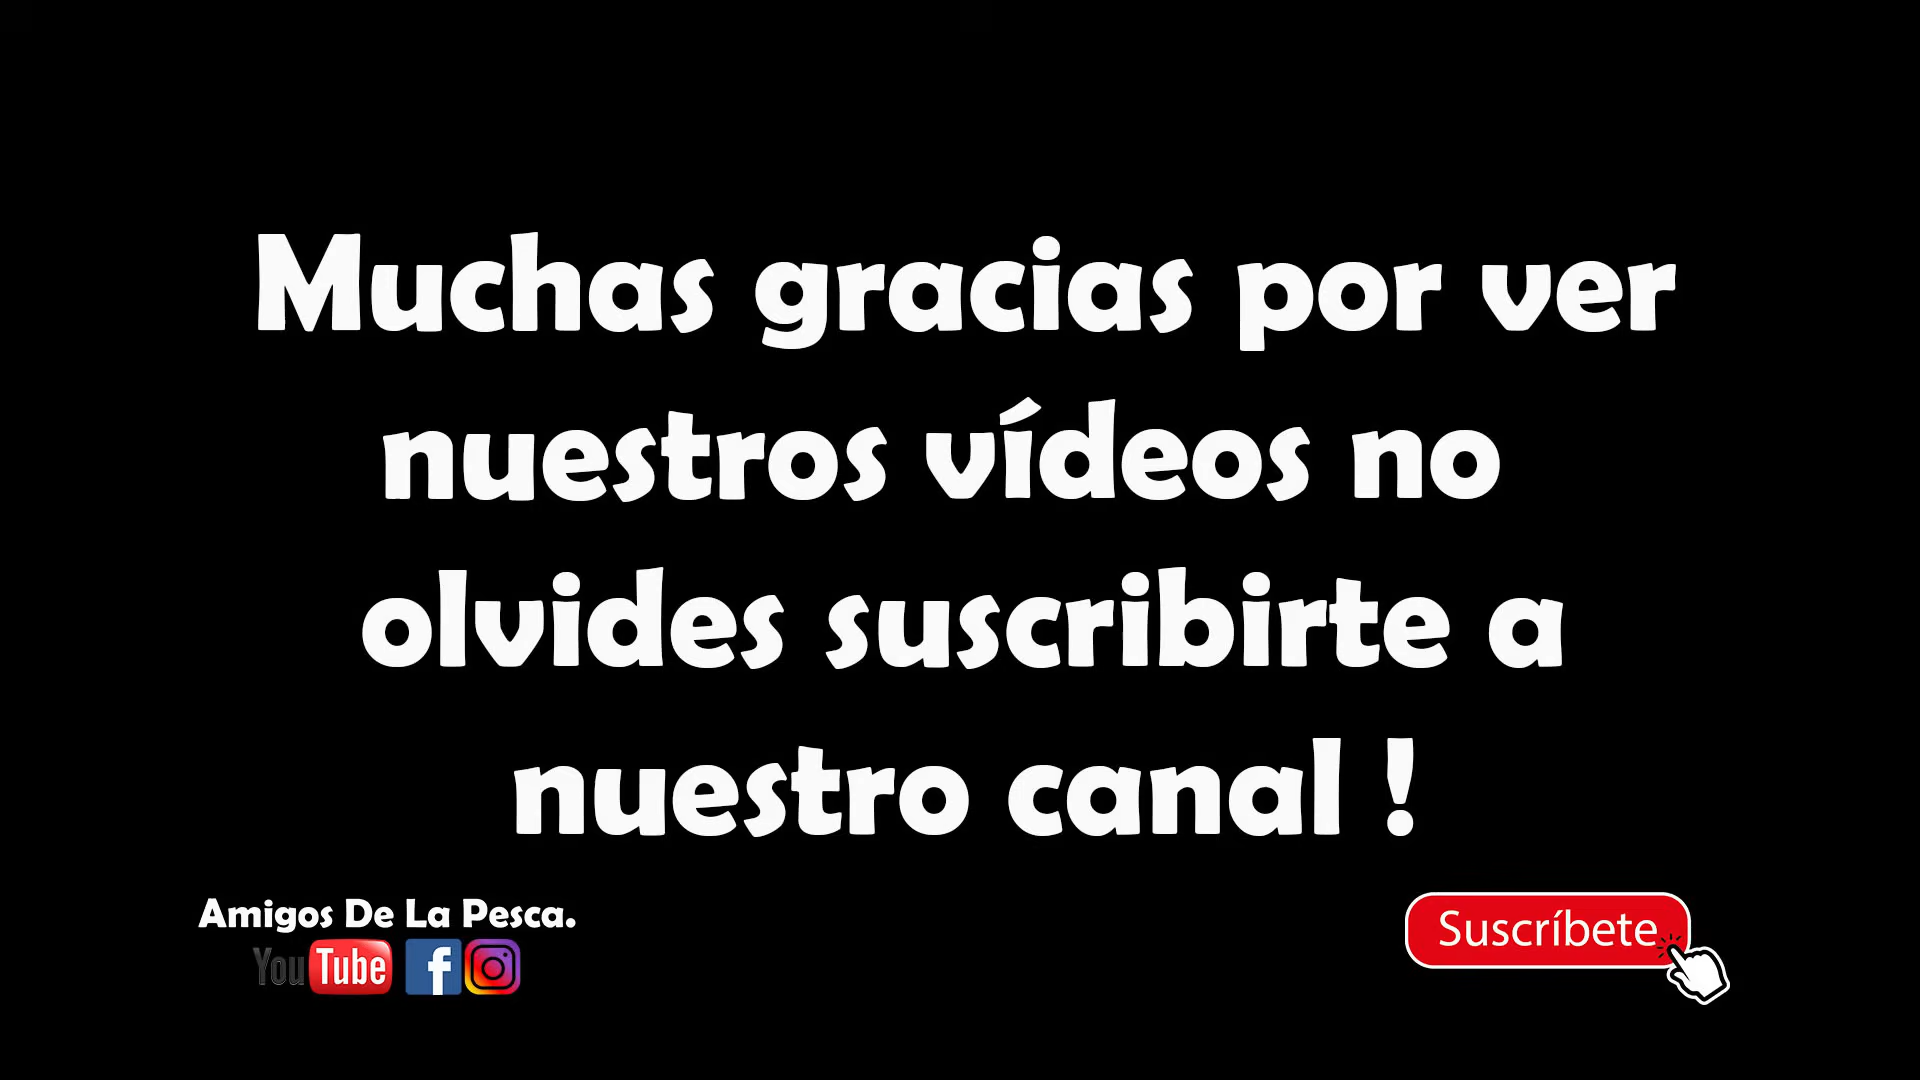 Muchas gracias por ver
nuestros vídeos no
olvides suscribirte a
nuestro canal !
Amigos De La Pesca.
YouTube
Suscríbete